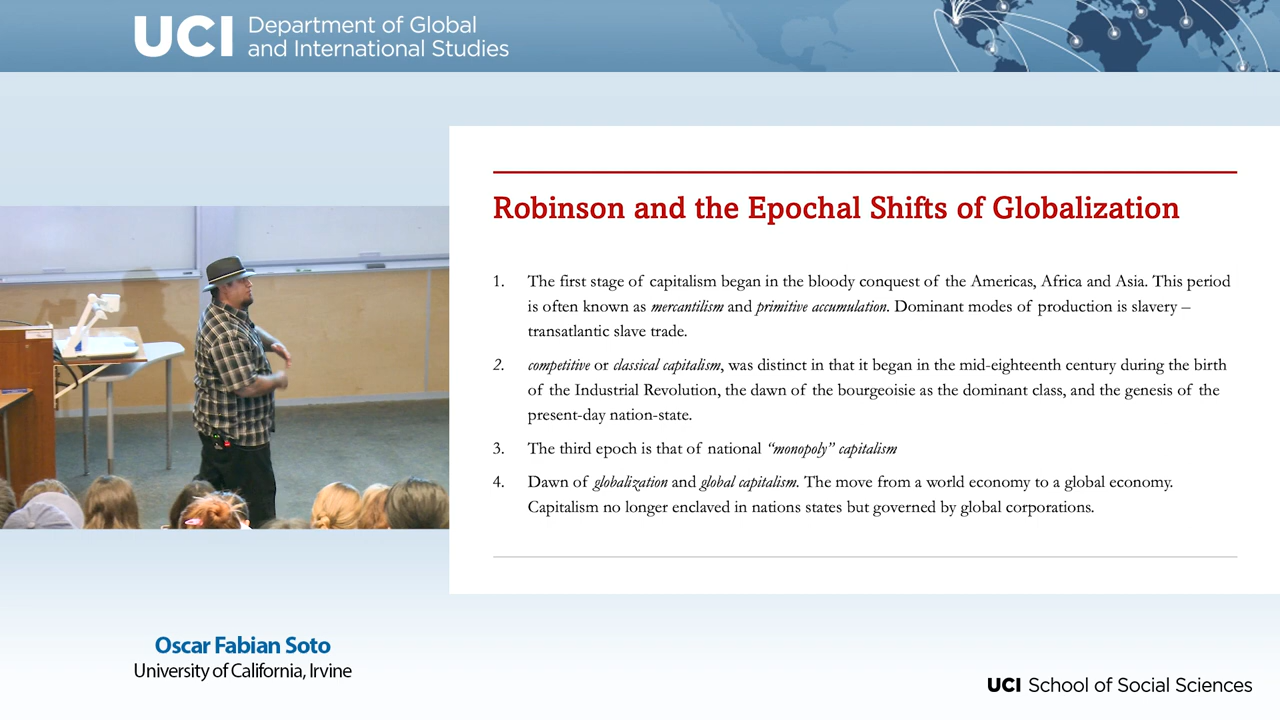 UCI Department of Global
and International Studies
Robinson and the Epochal Shifts of Globalization
1. The first stage of capitalism began in the bloody conquest of the Americas, Africa and Asia. This period
is often known as mercantilism and primitive accumulation. Dominant modes of production is slavery –
transatlantic slave trade.
2. competitive or classical capitalism, was distinct in that it began in the mid-eighteenth century during the birth
of the Industrial Revolution, the dawn of the bourgeoisie as the dominant class, and the genesis of the
present-day nation-state.
3. The third epoch is that of national “monopoly” capitalism
4. Dawn of globalization and global capitalism. The move from a world economy to a global economy.
Capitalism no longer enclaved in nations states but governed by global corporations.
Oscar Fabian Soto
University of California, Irvine
UCI School of Social Sciences